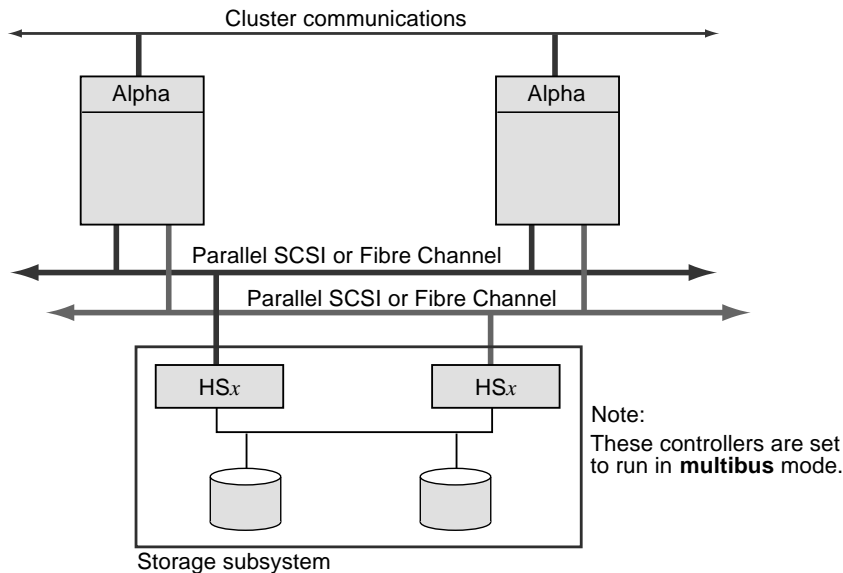 Cluster communications
Alpha
Alpha
Parallel SCSI or Fibre Channel
Parallel SCSI or Fibre Channel
HSx
HSx
Note:
These controllers are set
to run in multibus mode.
Storage subsystem